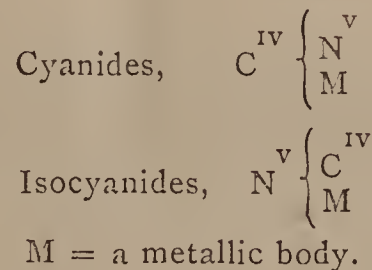 Cyanides, C^IV { N^V
M
Isocyanides, N^V { C^IV
M
M = a metallic body.